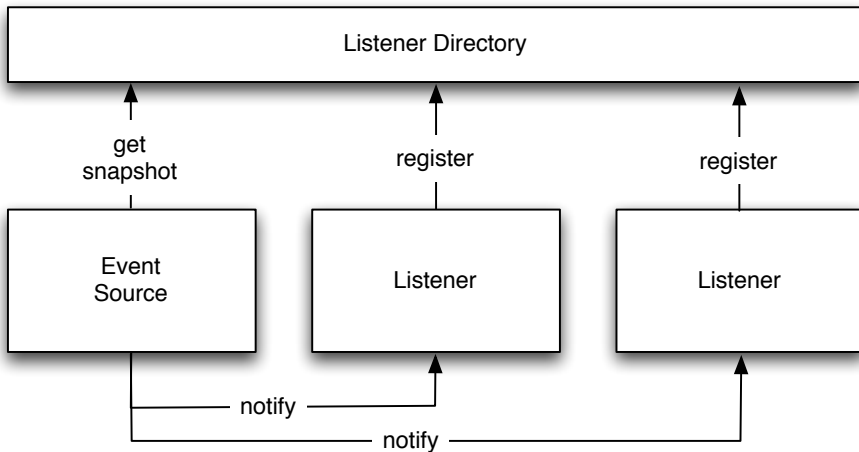 Listener Directory
get
snapshot
register
register
Event
Source
Listener
Listener
notify
notify